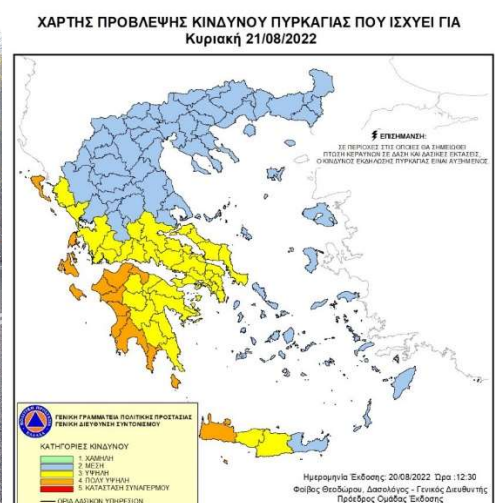 ΧΑΡΤΗΣ ΠΡΟΒΛΕΨΗΣ ΚΙΝΔΥΝΟΥ ΠΥΡΚΑΓΙΑΣ ΠΟΥ ΙΣΧΥΕΙ ΓΙΑ
Κυριακή 21/08/2022
ΕΠΙΣΗΜΑΝΣΗ:
ΣΕ ΠΕΡΙΟΧΕΣ ΣΤΙΣ ΟΠΟΙΕΣ ΘΑ ΣΗΜΕΙΩΘΕΙ
ΠΤΩΣΗ ΚΕΡΑΥΝΩΝ ΣΕ ΔΑΣΗ ΚΑΙ ΔΑΣΙΚΕΣ ΕΚΤΑΣΕΙΣ,
Ο ΚΙΝΔΥΝΟΣ ΕΚΔΗΛΩΣΗΣ ΠΥΡΚΑΓΙΑΣ ΕΙΝΑΙ ΑΥΞΗΜΕΝΟΣ
ΓΕΝΙΚΗ ΓΡΑΜΜΑΤΕΙΑ ΠΟΛΙΤΙΚΗΣ ΠΡΟΣΤΑΣΙΑΣ
ΓΕΝΙΚΗ ΔΙΕΥΘΥΝΣΗ ΣΥΝΤΟΝΙΣΜΟΥ
ΚΑΤΗΓΟΡΙΕΣ ΚΙΝΔΥΝΟΥ
1. ΧΑΜΗΛΗ
2. ΜΕΣΗ
3. ΥΨΗΛΗ
4. ΠΟΛΥ ΥΨΗΛΗ
5. ΚΑΤΑΣΤΑΣΗ ΣΥΝΑΓΕΡΜΟΥ
ΟΡΙΑ ΔΑΣΙΚΩΝ ΥΠΗΡΕΣΙΩΝ
Ημερομηνία Έκδοσης: 20/08/2022 Ώρα :12:30
Φοίβος Θεοδώρου, Δασολόγος - Γενικός Διευθυντής
Πρόεδρος Ομάδας Έκδοσης